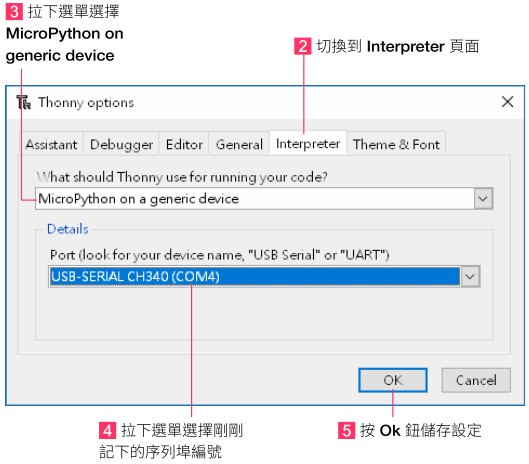 3 拉下選單選擇
MicroPython on
generic device
2 切換到 Interpreter 頁面
Thonny options
Assistant Debugger Editor General Interpreter Theme & Font
What should Thonny use for running your code?
MicroPython on a generic device
Details
Port (look for your device name, "USB Serial" or "UART")
USB-SERIAL CH340 (COM4)
OK Cancel
4 拉下選單選擇剛剛
記下的序列埠編號
5 按 Ok 鈕儲存設定